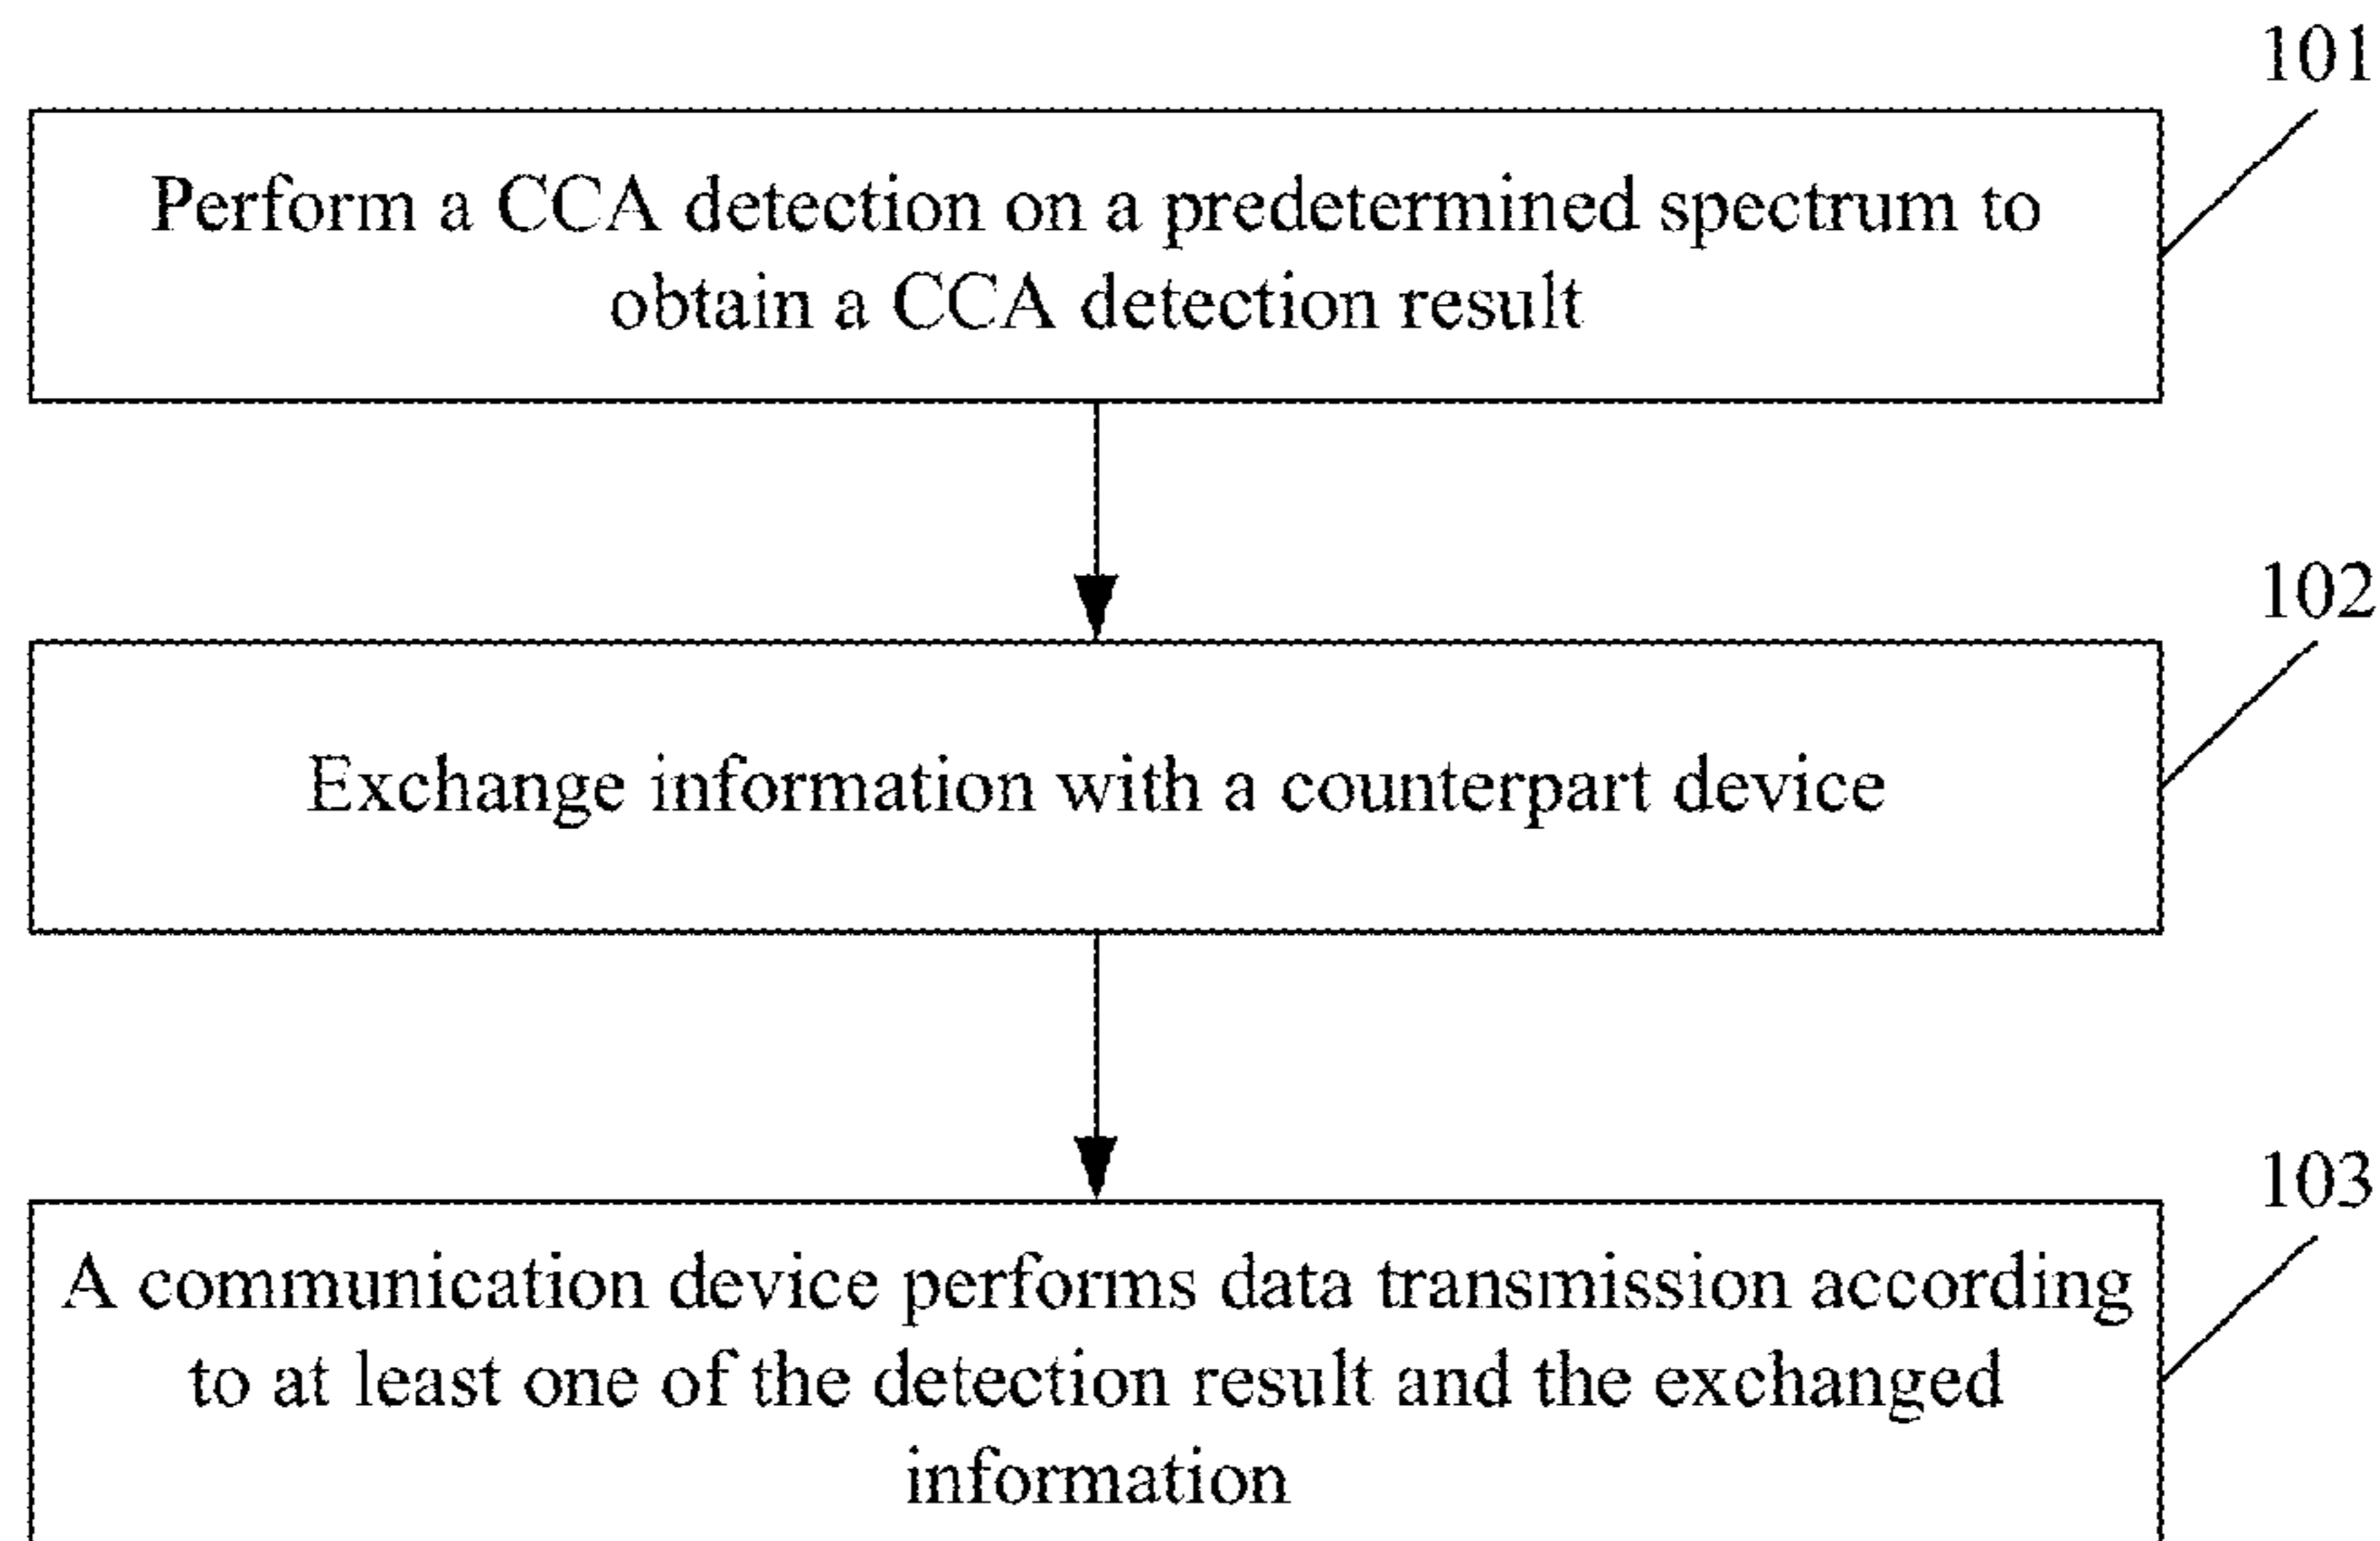 101
Perform a CCA detection on a predetermined spectrum to
obtain a CCA detection result
102
Exchange information with a counterpart device
103
A communication device performs data transmission according
to at least one of the detection result and the exchanged
information